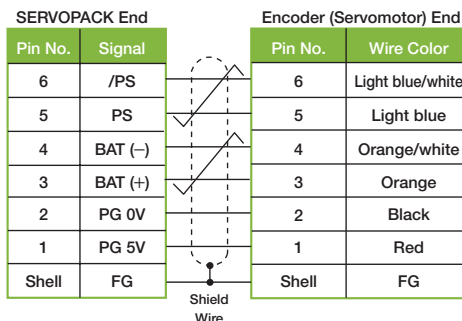 SERVOPACK End
Encoder (Servomotor) End
Pin No. Signal
Pin No. Wire Color
6 /PS
6 Light blue/white
5 PS
5 Light blue
4 BAT (−)
4 Orange/white
3 BAT (+)
3 Orange
2 PG 0V
2 Black
1 PG 5V
1 Red
Shell FG
Shell FG
Shield
Wire